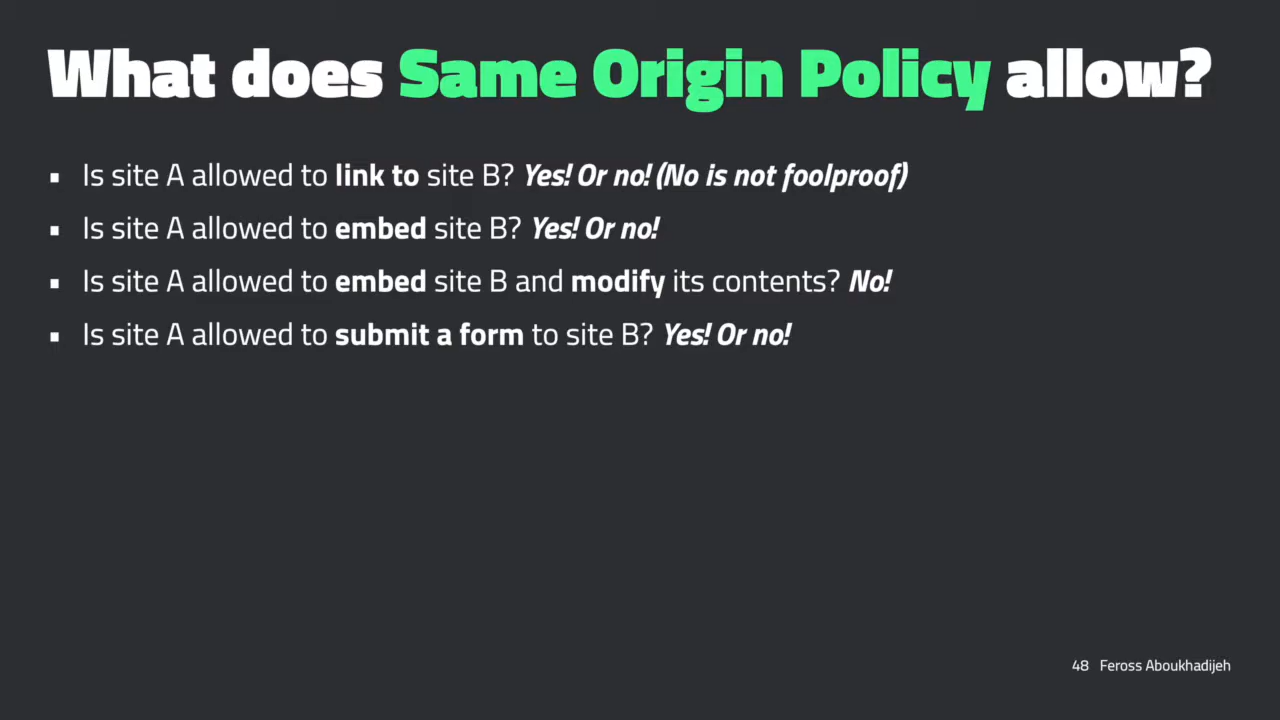 What does Same Origin Policy allow?
▪ Is site A allowed to link to site B? Yes! Or no! (No is not foolproof)
▪ Is site A allowed to embed site B? Yes! Or no!
▪ Is site A allowed to embed site B and modify its contents? No!
▪ Is site A allowed to submit a form to site B? Yes! Or no!
48 Feross Aboukhadijeh